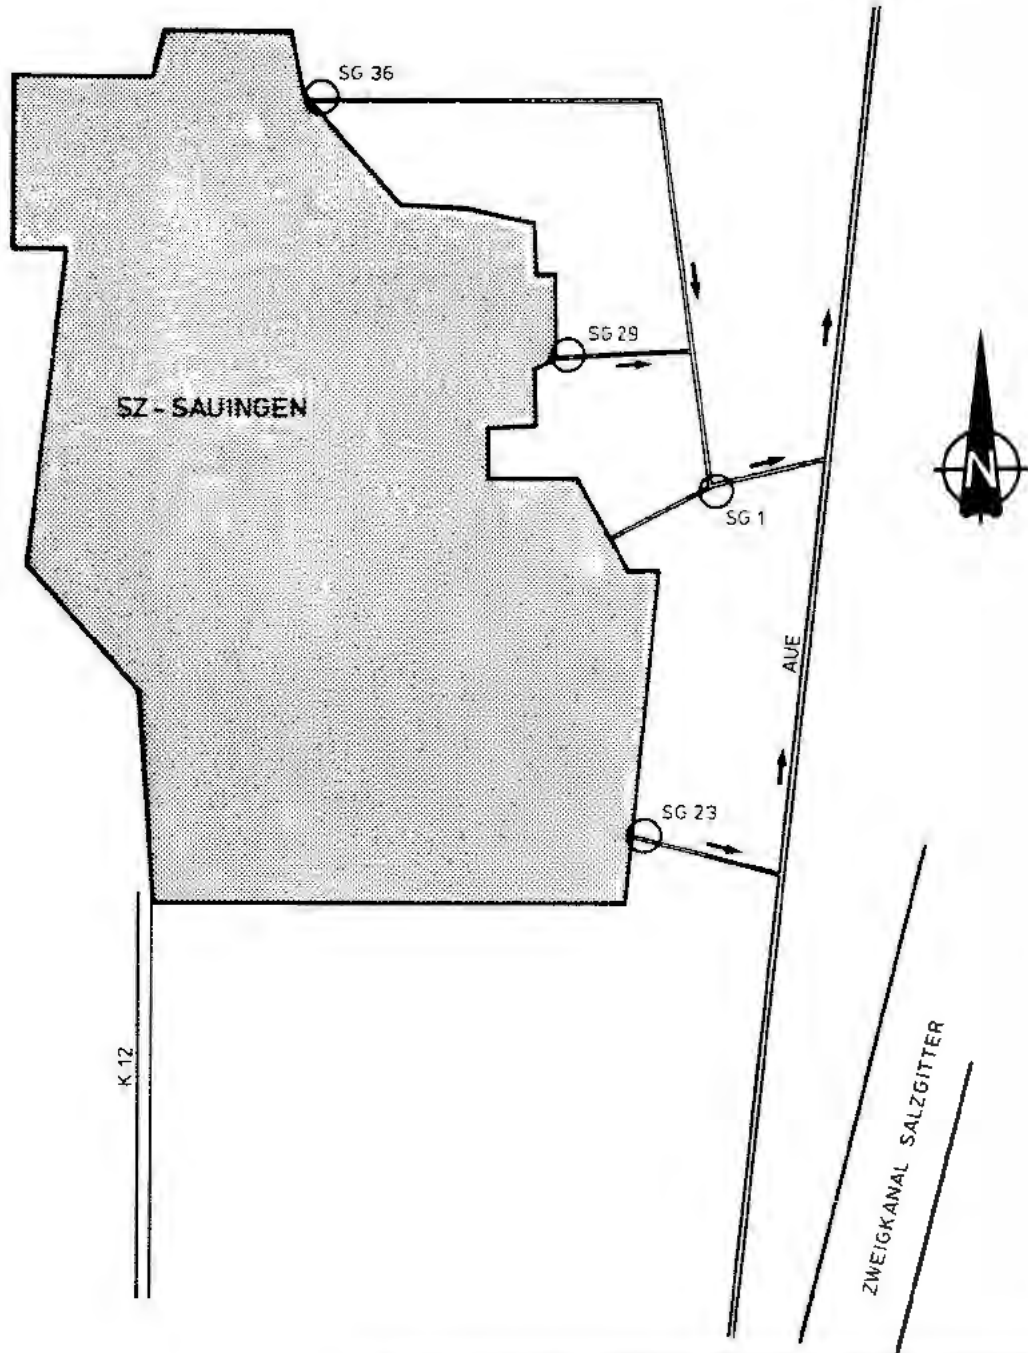 SG 36
SG 29
SZ - SAUINGEN
N
SG 1
AUE
SG 23
K 12
ZWEIGKANAL SALZGITTER